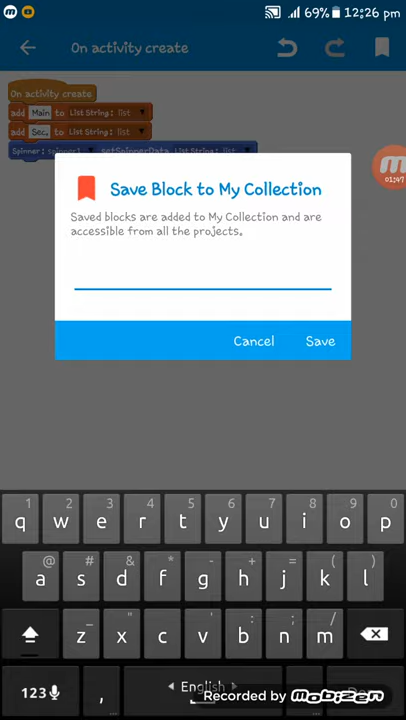 69% 12:26 pm
On activity create
On activity create
add Main to List String: list
add Sec, to List String: list
Spinner: spinner1 setSpinnerData List String: list
01:47
Save Block to My Collection
Saved blocks are added to My Collection and are
accessible from all the projects.
Cancel Save
1 2 3 4 5 6 7 8 9 0
q w e r t y u i o p
@ # & * - + = ( )
a s d f g h j k l
_ " ' : ; /
z x c v b n m
123 , English
Recorded by MOBIZEN